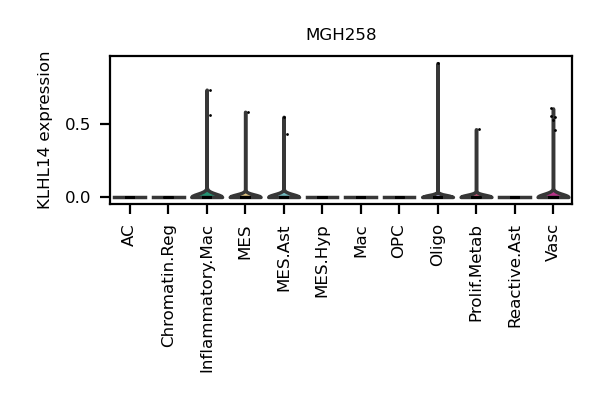 MGH258
KLHL14 expression
0.5
0.0
AC
Chromatin.Reg
Inflammatory.Mac
MES
MES.Ast
MES.Hyp
Mac
OPC
Oligo
Prolif.Metab
Reactive.Ast
Vasc